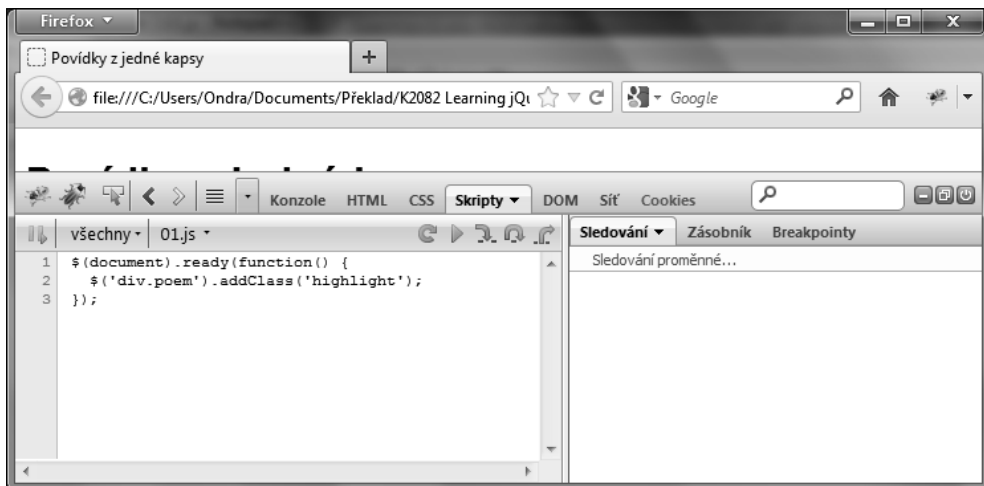 Firefox
Povídky z jedné kapsy
file:///C:/Users/Ondra/Documents/Překlad/K2082 Learning jQu
Google
Konzole HTML CSS Skripty DOM Síť Cookies
všechny 01.js
Sledování Zásobník Breakpointy
Sledování proměnné...
1 $(document).ready(function() {
2 $('div.poem').addClass('highlight');
3 });